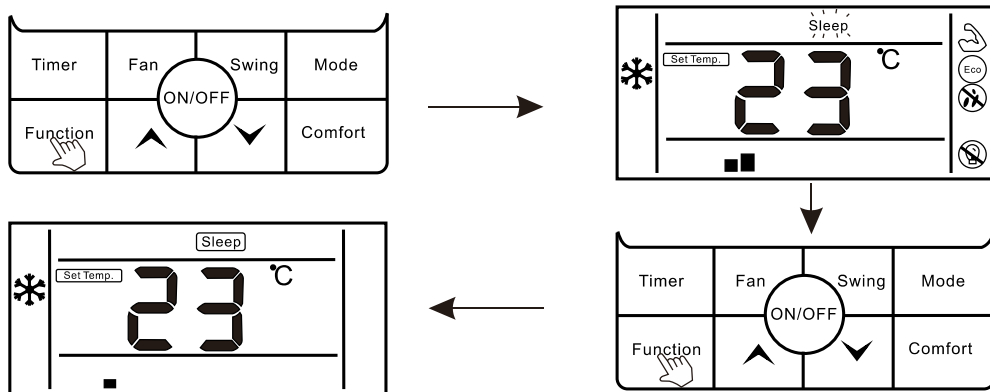 Timer Fan Swing Mode
ON/OFF
Function Comfort
Sleep
Set Temp. 23 °C
Eco
Sleep
Set Temp. 23 °C
Timer Fan Swing Mode
ON/OFF
Function Comfort